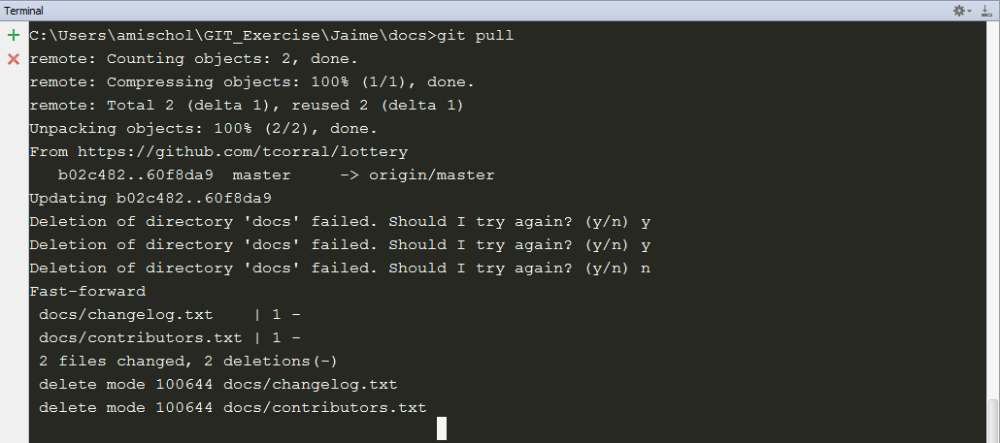 Terminal
C:\Users\amischol\GIT_Exercise\Jaime\docs>git pull
remote: Counting objects: 2, done.
remote: Compressing objects: 100% (1/1), done.
remote: Total 2 (delta 1), reused 2 (delta 1)
Unpacking objects: 100% (2/2), done.
From https://github.com/tcorral/lottery
   b02c482..60f8da9  master     -> origin/master
Updating b02c482..60f8da9
Deletion of directory 'docs' failed. Should I try again? (y/n) y
Deletion of directory 'docs' failed. Should I try again? (y/n) y
Deletion of directory 'docs' failed. Should I try again? (y/n) n
Fast-forward
 docs/changelog.txt    | 1 -
 docs/contributors.txt | 1 -
 2 files changed, 2 deletions(-)
 delete mode 100644 docs/changelog.txt
 delete mode 100644 docs/contributors.txt